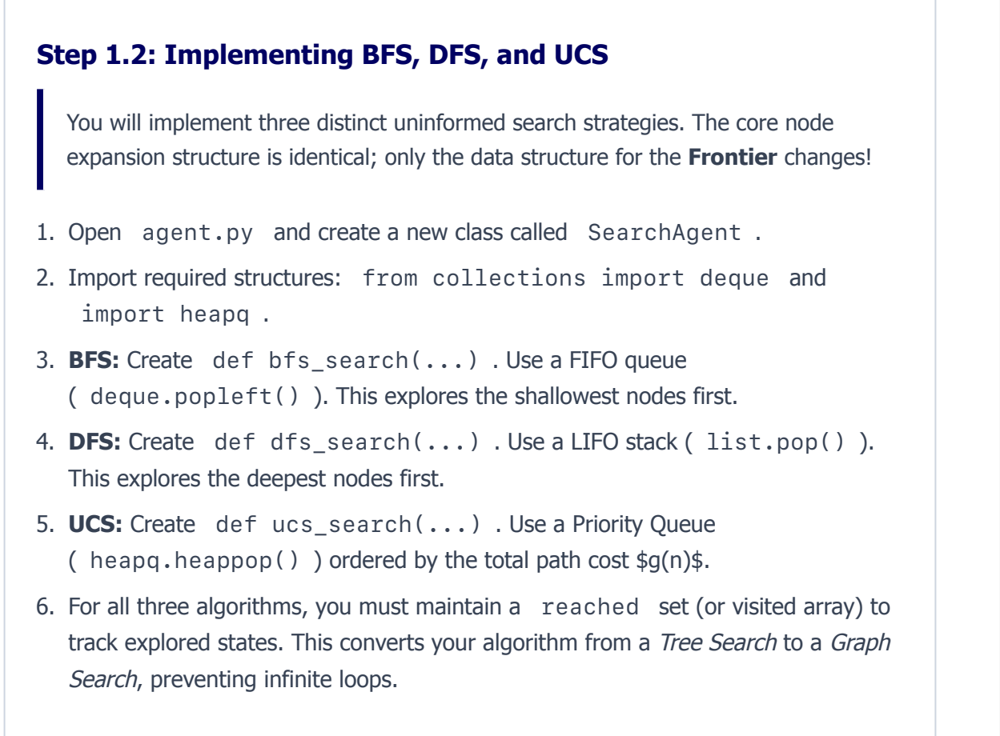 Step 1.2: Implementing BFS, DFS, and UCS
You will implement three distinct uninformed search strategies. The core node
expansion structure is identical; only the data structure for the Frontier changes!
1. Open agent.py and create a new class called SearchAgent .
2. Import required structures: from collections import deque and
import heapq .
3. BFS: Create def bfs_search(...) . Use a FIFO queue
( deque.popleft() ). This explores the shallowest nodes first.
4. DFS: Create def dfs_search(...) . Use a LIFO stack ( list.pop() ).
This explores the deepest nodes first.
5. UCS: Create def ucs_search(...) . Use a Priority Queue
( heapq.heappop() ) ordered by the total path cost $g(n)$.
6. For all three algorithms, you must maintain a reached set (or visited array) to
track explored states. This converts your algorithm from a Tree Search to a Graph
Search, preventing infinite loops.